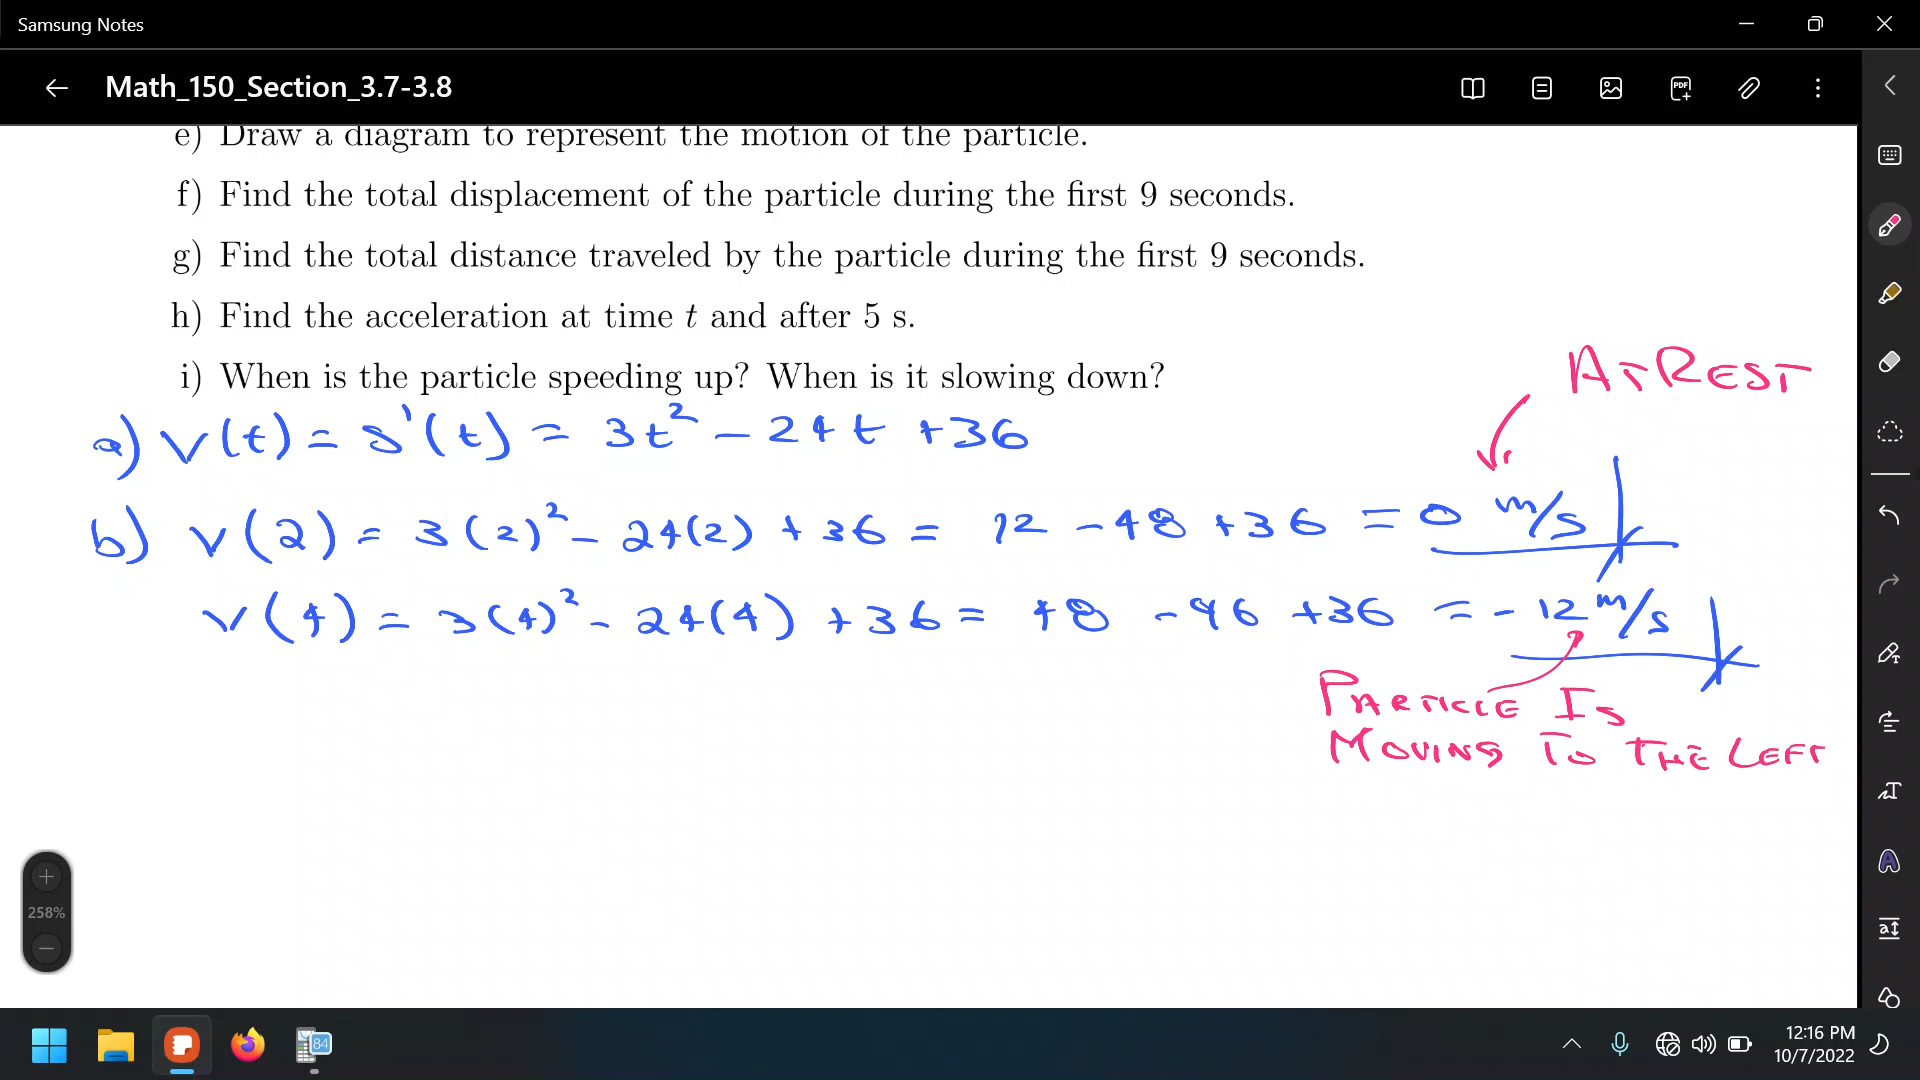 Samsung Notes
Math_150_Section_3.7-3.8
e) Draw a diagram to represent the motion of the particle.
f) Find the total displacement of the particle during the first 9 seconds.
g) Find the total distance traveled by the particle during the first 9 seconds.
h) Find the acceleration at time t and after 5 s.
i) When is the particle speeding up? When is it slowing down?
AT REST
a) V(t) = s'(t) = 3t² - 24t + 36
b) V(2) = 3(2)² - 24(2) + 36 = 12 - 48 + 36 = 0 m/s
V(4) = 3(4)² - 24(4) + 36 = 48 - 96 + 36 = -12 m/s
PARTICLE IS
MOVING TO THE LEFT
258%
84
12:16 PM
10/7/2022